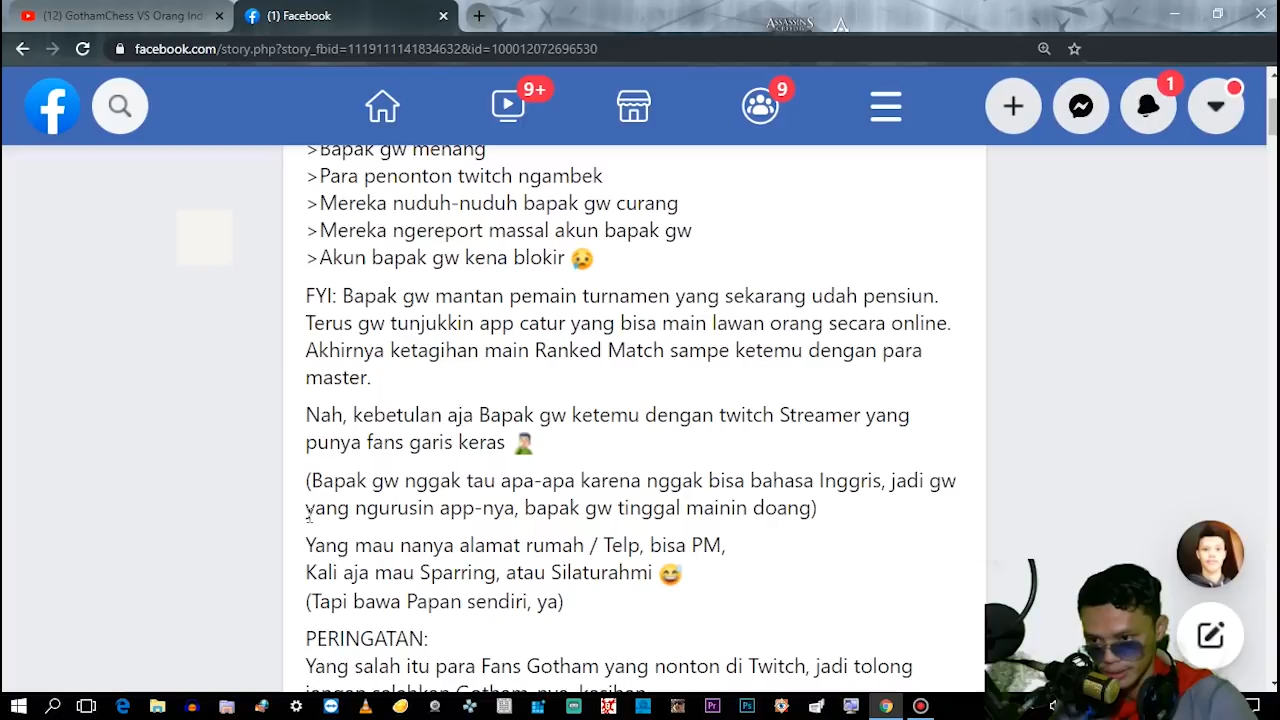 (12) GothamChess VS Orang Ind
(1) Facebook
ASSASSINS
facebook.com/story.php?story_fbid=1119111141834632&id=100012072696530
9+
9
1
>Bapak gw menang
>Para penonton twitch ngambek
>Mereka nuduh-nuduh bapak gw curang
>Mereka ngereport massal akun bapak gw
>Akun bapak gw kena blokir 😥
FYI: Bapak gw mantan pemain turnamen yang sekarang udah pensiun.
Terus gw tunjukkin app catur yang bisa main lawan orang secara online.
Akhirnya ketagihan main Ranked Match sampe ketemu dengan para
master.
Nah, kebetulan aja Bapak gw ketemu dengan twitch Streamer yang
punya fans garis keras 🤦🏻‍♂️
(Bapak gw nggak tau apa-apa karena nggak bisa bahasa Inggris, jadi gw
yang ngurusin app-nya, bapak gw tinggal mainin doang)
Yang mau nanya alamat rumah / Telp, bisa PM,
Kali aja mau Sparring, atau Silaturahmi 😅
(Tapi bawa Papan sendiri, ya)
PERINGATAN:
Yang salah itu para Fans Gotham yang nonton di Twitch, jadi tolong
jangan salahkan Gotham-nya, kasihan